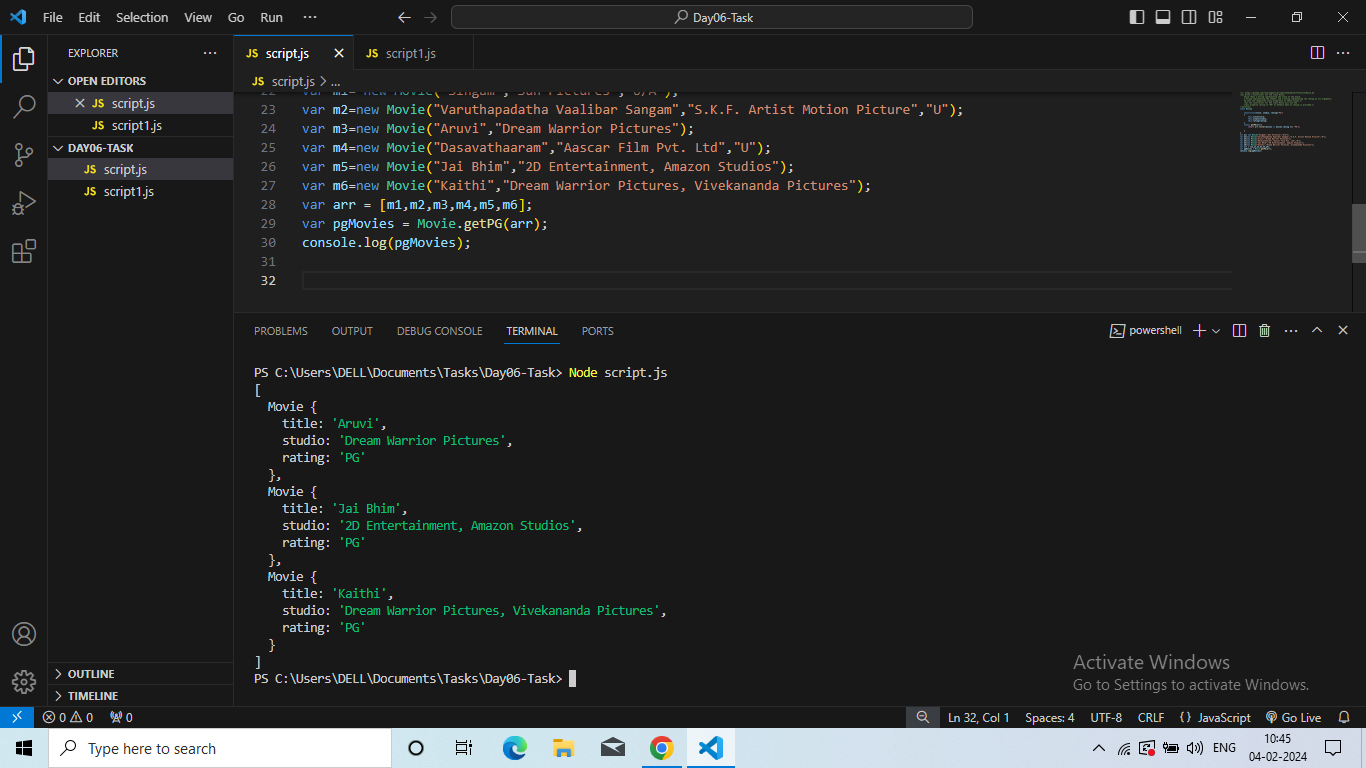 File Edit Selection View Go Run ··· Day06-Task
EXPLORER ···
OPEN EDITORS
JS script.js
JS script1.js
DAY06-TASK
JS script.js
JS script1.js
OUTLINE
TIMELINE
JS script.js JS script1.js
JS script.js > ...
23 var m2=new Movie("Varuthapadatha Vaalibar Sangam","S.K.F. Artist Motion Picture","U");
24 var m3=new Movie("Aruvi","Dream Warrior Pictures");
25 var m4=new Movie("Dasavathaaram","Aascar Film Pvt. Ltd","U");
26 var m5=new Movie("Jai Bhim","2D Entertainment, Amazon Studios");
27 var m6=new Movie("Kaithi","Dream Warrior Pictures, Vivekananda Pictures");
28 var arr = [m1,m2,m3,m4,m5,m6];
29 var pgMovies = Movie.getPG(arr);
30 console.log(pgMovies);
31
32
PROBLEMS OUTPUT DEBUG CONSOLE TERMINAL PORTS powershell
PS C:\Users\DELL\Documents\Tasks\Day06-Task> Node script.js
[
Movie {
title: 'Aruvi',
studio: 'Dream Warrior Pictures',
rating: 'PG'
},
Movie {
title: 'Jai Bhim',
studio: '2D Entertainment, Amazon Studios',
rating: 'PG'
},
Movie {
title: 'Kaithi',
studio: 'Dream Warrior Pictures, Vivekananda Pictures',
rating: 'PG'
}
]
PS C:\Users\DELL\Documents\Tasks\Day06-Task>
Activate Windows
Go to Settings to activate Windows.
0 0 0 Ln 32, Col 1 Spaces: 4 UTF-8 CRLF {} JavaScript Go Live
Type here to search ENG
10:45
04-02-2024